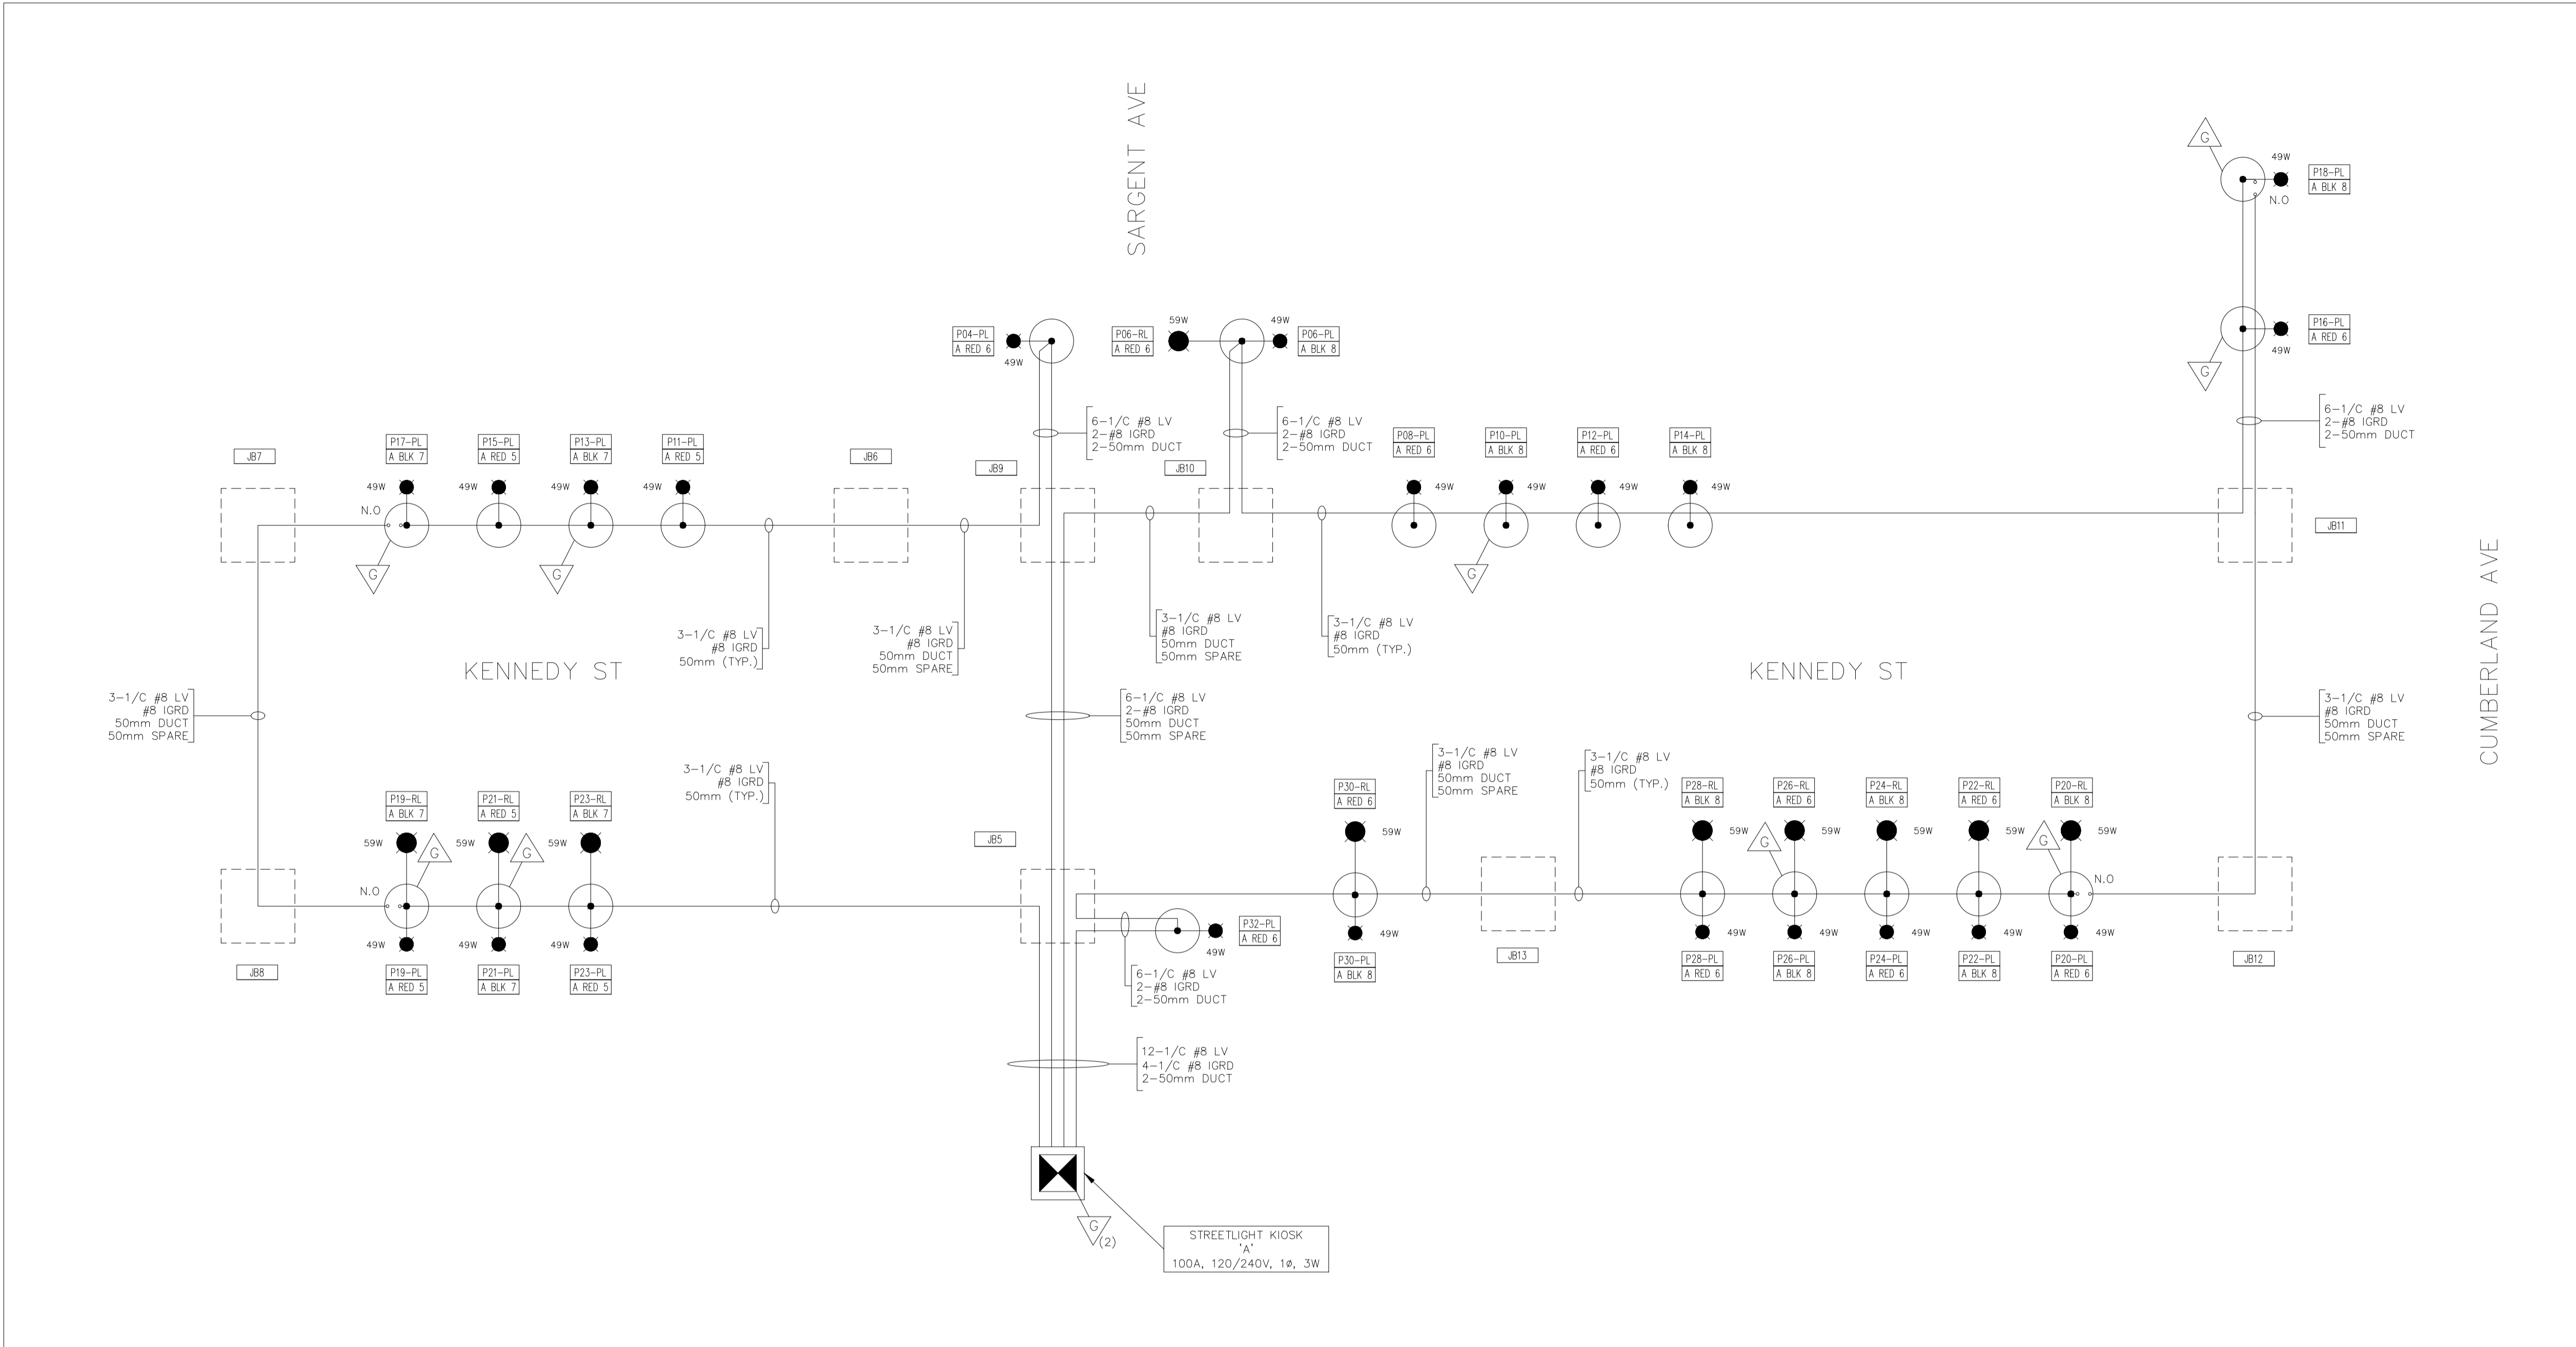 SARGENT AVE
G
49W
P18-PL
A BLK 8
N.O
P04-PL
A RED 6
49W
P06-RL
A RED 6
59W
49W
P06-PL
A BLK 8
P16-PL
A RED 6
49W
G
6-1/C #8 LV
2-#8 IGRD
2-50mm DUCT
6-1/C #8 LV
2-#8 IGRD
2-50mm DUCT
6-1/C #8 LV
2-#8 IGRD
2-50mm DUCT
JB7
P17-PL
A BLK 7
P15-PL
A RED 5
P13-PL
A BLK 7
P11-PL
A RED 5
JB6
JB9
JB10
P08-PL
A RED 6
P10-PL
A BLK 8
P12-PL
A RED 6
P14-PL
A BLK 8
49W
49W
49W
49W
49W
49W
49W
49W
N.O
JB11
G
G
G
3-1/C #8 LV
#8 IGRD
50mm (TYP.)
3-1/C #8 LV
#8 IGRD
50mm DUCT
50mm SPARE
3-1/C #8 LV
#8 IGRD
50mm DUCT
50mm SPARE
3-1/C #8 LV
#8 IGRD
50mm (TYP.)
KENNEDY ST
KENNEDY ST
CUMBERLAND AVE
3-1/C #8 LV
#8 IGRD
50mm DUCT
50mm SPARE
6-1/C #8 LV
2-#8 IGRD
50mm DUCT
50mm SPARE
3-1/C #8 LV
#8 IGRD
50mm DUCT
50mm SPARE
3-1/C #8 LV
#8 IGRD
50mm (TYP.)
3-1/C #8 LV
#8 IGRD
50mm DUCT
50mm SPARE
3-1/C #8 LV
#8 IGRD
50mm (TYP.)
P19-RL
A BLK 7
P21-RL
A RED 5
P23-RL
A BLK 7
P30-RL
A RED 6
P28-RL
A BLK 8
P26-RL
A RED 6
P24-RL
A BLK 8
P22-RL
A RED 6
P20-RL
A BLK 8
JB5
59W
59W
59W
59W
59W
59W
59W
59W
59W
G
G
G
G
N.O
N.O
49W
49W
49W
49W
49W
49W
49W
49W
49W
P32-PL
A RED 6
49W
JB8
P19-PL
A RED 5
P21-PL
A BLK 7
P23-PL
A RED 5
P30-PL
A BLK 8
JB13
P28-PL
A RED 6
P26-PL
A BLK 8
P24-PL
A RED 6
P22-PL
A BLK 8
P20-PL
A RED 6
JB12
6-1/C #8 LV
2-#8 IGRD
2-50mm DUCT
12-1/C #8 LV
4-1/C #8 IGRD
2-50mm DUCT
G
(2)
STREETLIGHT KIOSK
'A'
100A, 120/240V, 1ø, 3W